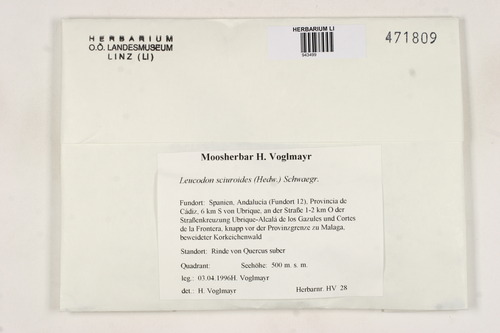 HERBARIUM
O.Ö. LANDESMUSEUM
LINZ (LI)
HERBARIUM LI
471809
Moosherbar H. Voglmayr
Leucodon sciuroides (Hedw.) Schwaegr.
Fundort: Spanien, Andalucía (Fundort 12), Provincia de
Cádiz, 6 km S von Ubrique, an der Straße 1-2 km O der
Straßenkreuzung Ubrique-Alcalá de los Gazules und Cortes
de la Frontera, knapp vor der Provinzgrenze zu Malaga,
beweideter Korkeichenwald
Standort: Rinde von Quercus suber
Quadrant: Seehöhe: 500 m. s. m.
leg.: 03.04.1996H. Voglmayr
det.: H. Voglmayr Herbarnr. HV 28